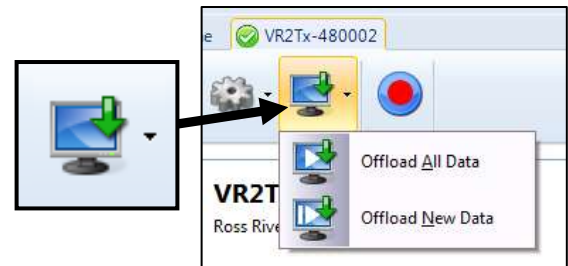 e
VR2Tx-480002
Offload All Data
VR2T
Offload New Data
Ross Rive